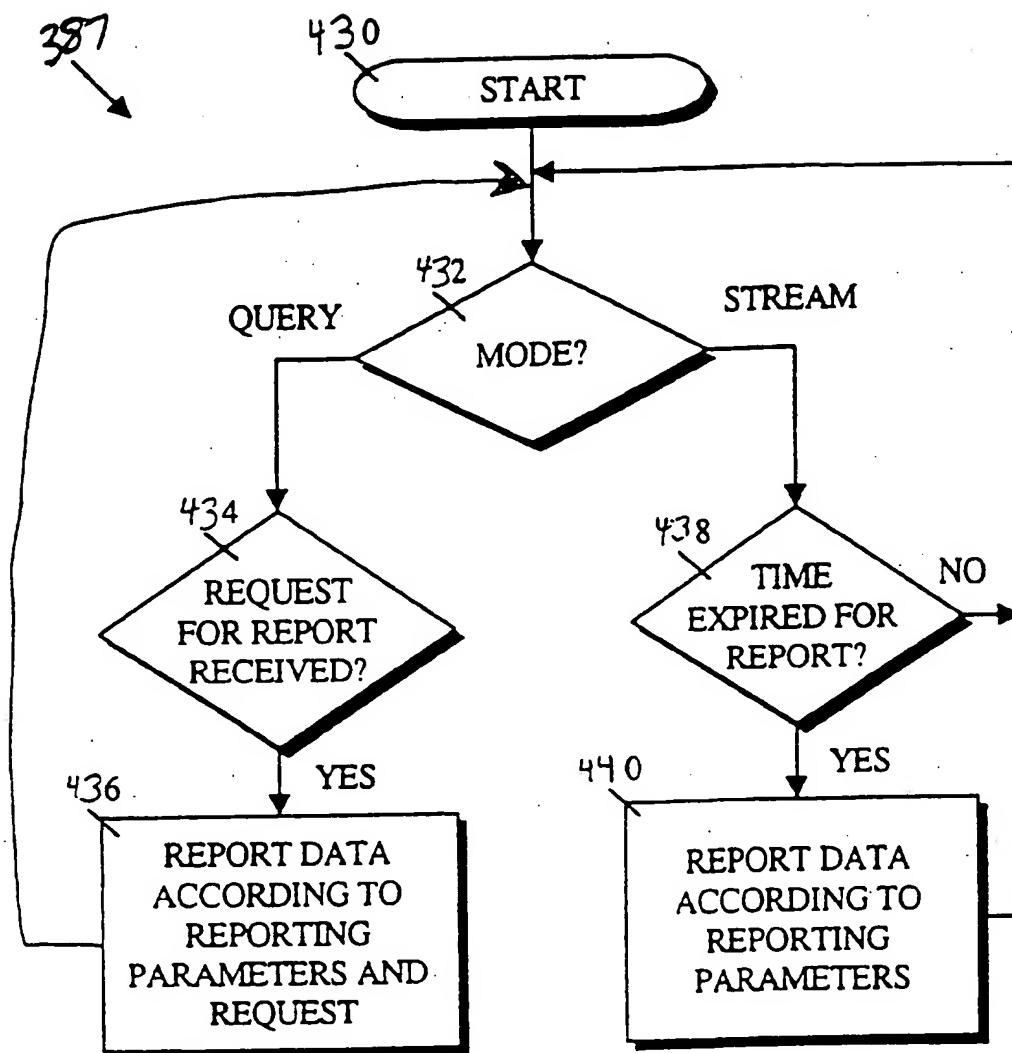 387
430
START
432
QUERY
STREAM
MODE?
434
REQUEST
FOR REPORT
RECEIVED?
438
TIME
EXPIRED FOR
REPORT?
NO
YES
YES
436
REPORT DATA
ACCORDING TO
REPORTING
PARAMETERS AND
REQUEST
440
REPORT DATA
ACCORDING TO
REPORTING
PARAMETERS